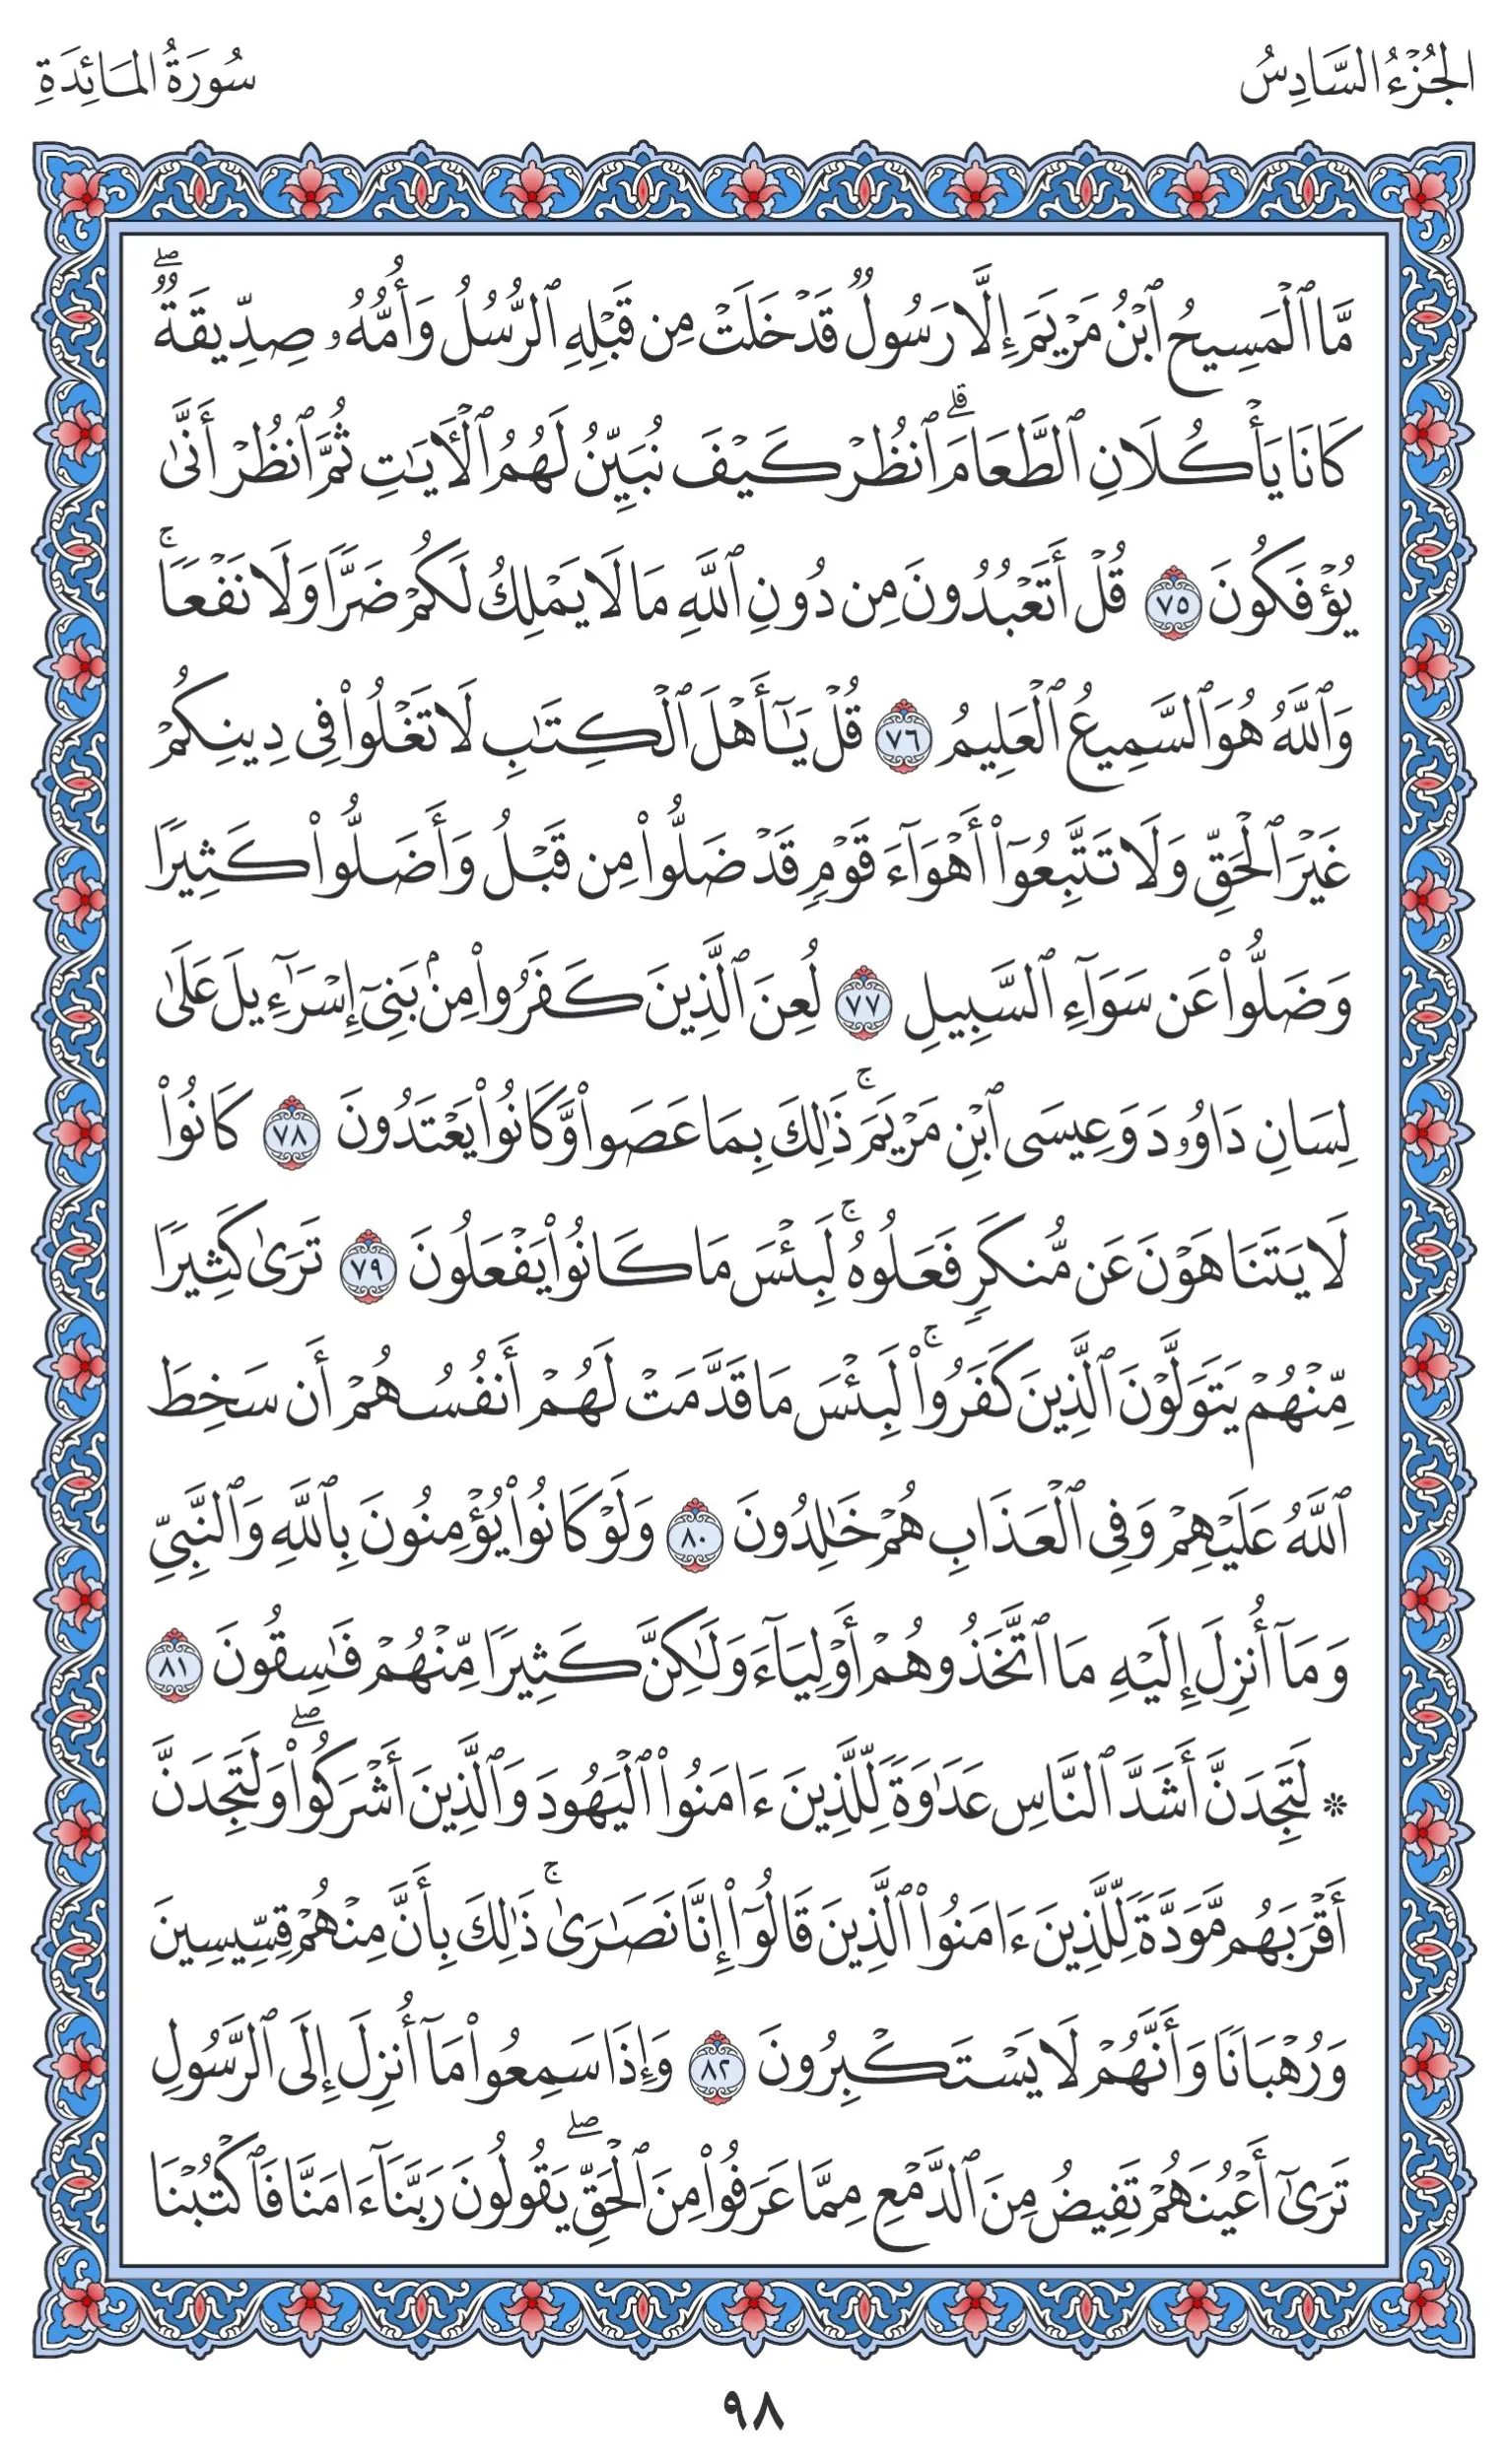 الجُزْءُ السَّادِسُ
سُورَةُ المَائِدَةِ
مَّا ٱلْمَسِيحُ ٱبْنُ مَرْيَمَ إِلَّا رَسُولٌ قَدْ خَلَتْ مِن قَبْلِهِ ٱلرُّسُلُ وَأُمُّهُۥ صِدِّيقَةٌۖ
كَانَا يَأْكُلَانِ ٱلطَّعَامَۗ ٱنظُرْ كَيْفَ نُبَيِّنُ لَهُمُ ٱلْأٓيَٰتِ ثُمَّ ٱنظُرْ أَنَّىٰ
يُؤْفَكُونَ ٧٥ قُلْ أَتَعْبُدُونَ مِن دُونِ ٱللَّهِ مَا لَا يَمْلِكُ لَكُمْ ضَرًّا وَلَا نَفْعًاۚ
وَٱللَّهُ هُوَ ٱلسَّمِيعُ ٱلْعَلِيمُ ٧٦ قُلْ يَٰٓأَهْلَ ٱلْكِتَٰبِ لَا تَغْلُوا۟ فِى دِينِكُمْ
غَيْرَ ٱلْحَقِّ وَلَا تَتَّبِعُوٓا۟ أَهْوَآءَ قَوْمٍ قَدْ ضَلُّوا۟ مِن قَبْلُ وَأَضَلُّوا۟ كَثِيرًا
وَضَلُّوا۟ عَن سَوَآءِ ٱلسَّبِيلِ ٧٧ لُعِنَ ٱلَّذِينَ كَفَرُوا۟ مِنۢ بَنِىٓ إِسْرَٰٓءِيلَ عَلَىٰ
لِسَانِ دَاوُۥدَ وَعِيسَى ٱبْنِ مَرْيَمَۚ ذَٰلِكَ بِمَا عَصَوا۟ وَّكَانُوا۟ يَعْتَدُونَ ٧٨ كَانُوا۟
لَا يَتَنَاهَوْنَ عَن مُّنكَرٍ فَعَلُوهُۚ لَبِئْسَ مَا كَانُوا۟ يَفْعَلُونَ ٧٩ تَرَىٰ كَثِيرًا
مِّنْهُمْ يَتَوَلَّوْنَ ٱلَّذِينَ كَفَرُوا۟ۚ لَبِئْسَ مَا قَدَّمَتْ لَهُمْ أَنفُسُهُمْ أَن سَخِطَ
ٱللَّهُ عَلَيْهِمْ وَفِى ٱلْعَذَابِ هُمْ خَٰلِدُونَ ٨٠ وَلَوْ كَانُوا۟ يُؤْمِنُونَ بِٱللَّهِ وَٱلنَّبِىِّ
وَمَآ أُنزِلَ إِلَيْهِ مَا ٱتَّخَذُوهُمْ أَوْلِيَآءَ وَلَٰكِنَّ كَثِيرًا مِّنْهُمْ فَٰسِقُونَ ٨١
* لَتَجِدَنَّ أَشَدَّ ٱلنَّاسِ عَدَٰوَةً لِّلَّذِينَ ءَامَنُوا۟ ٱلْيَهُودَ وَٱلَّذِينَ أَشْرَكُوا۟ۖ وَلَتَجِدَنَّ
أَقْرَبَهُم مَّوَدَّةً لِّلَّذِينَ ءَامَنُوا۟ ٱلَّذِينَ قَالُوٓا۟ إِنَّا نَصَٰرَىٰۚ ذَٰلِكَ بِأَنَّ مِنْهُمْ قِسِّيسِينَ
وَرُهْبَانًا وَأَنَّهُمْ لَا يَسْتَكْبِرُونَ ٨٢ وَإِذَا سَمِعُوا۟ مَآ أُنزِلَ إِلَى ٱلرَّسُولِ
تَرَىٰٓ أَعْيُنَهُمْ تَفِيضُ مِنَ ٱلدَّمْعِ مِمَّا عَرَفُوا۟ مِنَ ٱلْحَقِّۖ يَقُولُونَ رَبَّنَآ ءَامَنَّا فَٱكْتُبْنَا
٩٨